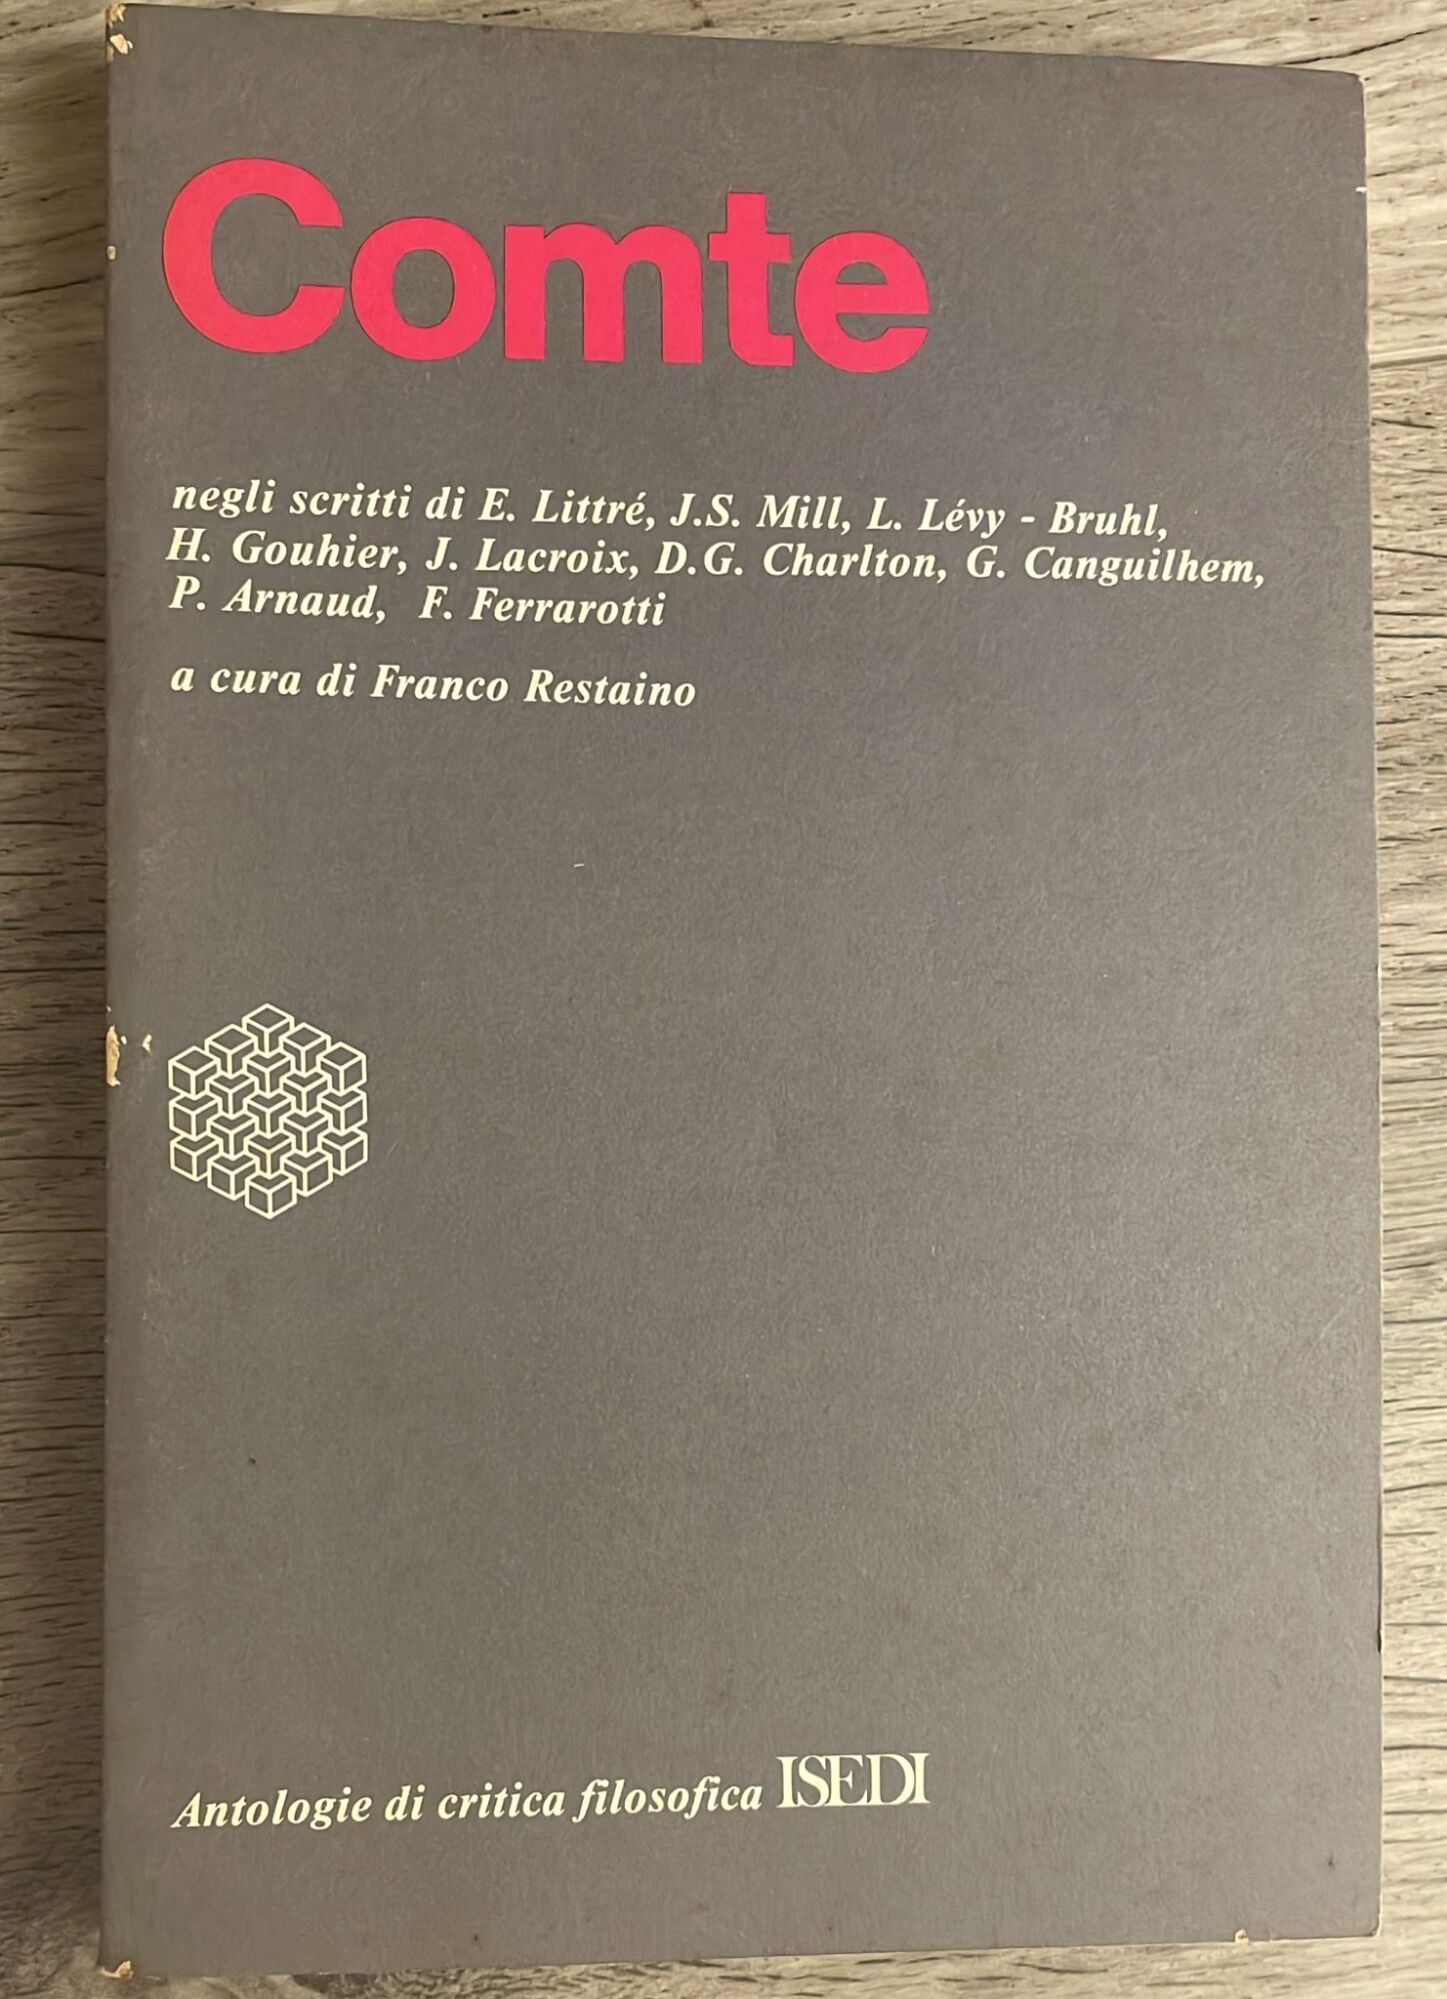 Comte
negli scritti di E. Littré, J.S. Mill, L. Lévy - Bruhl,
H. Gouhier, J. Lacroix, D.G. Charlton, G. Canguilhem,
P. Arnaud, F. Ferrarotti
a cura di Franco Restaino
Antologie di critica filosofica ISEDI